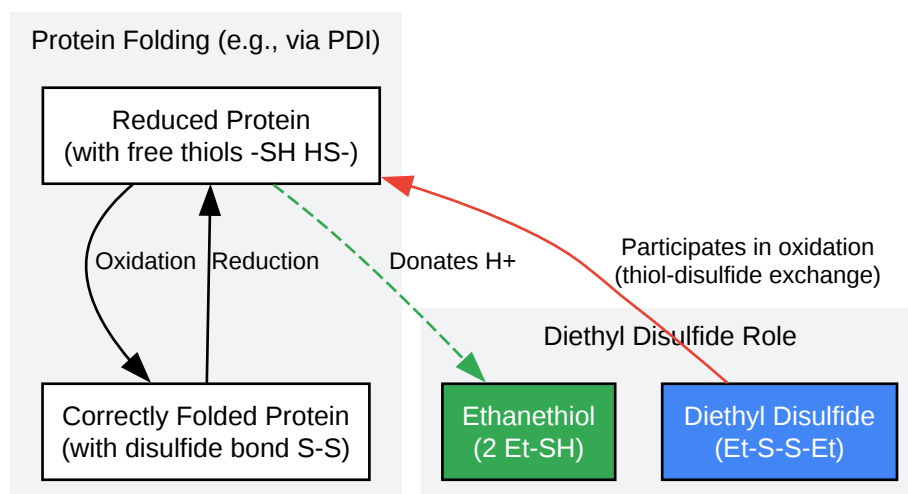 Protein Folding (e.g., via PDI)
Reduced Protein
(with free thiols -SH HS-)
Oxidation
Reduction
Donates H+
Participates in oxidation
(thiol-disulfide exchange)
Diethyl Disulfide Role
Correctly Folded Protein
(with disulfide bond S-S)
Ethanethiol
(2 Et-SH)
Diethyl Disulfide
(Et-S-S-Et)